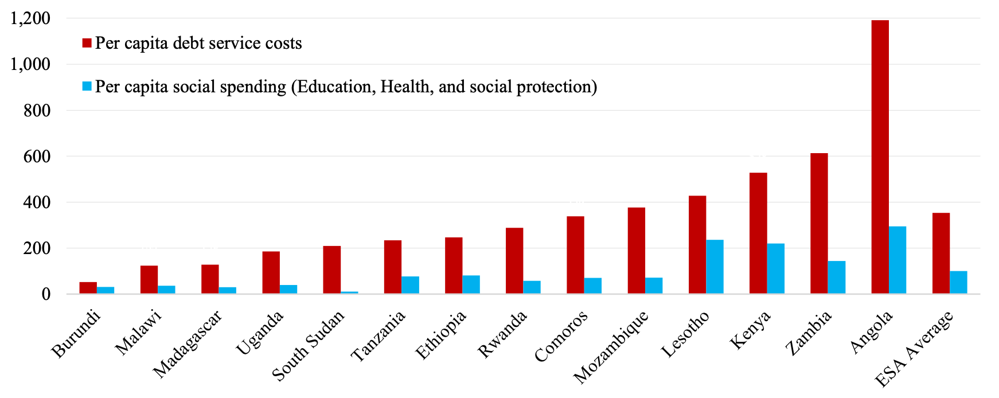 1,200
1,000
800
600
400
200
0
Per capita debt service costs
Per capita social spending (Education, Health, and social protection)
Burundi
Malawi
Madagascar
Uganda
South Sudan
Tanzania
Ethiopia
Rwanda
Comoros
Mozambique
Lesotho
Kenya
Zambia
Angola
ESA Average